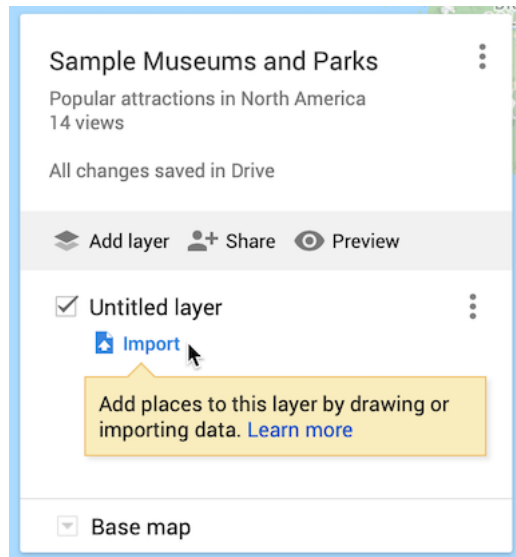 Sample Museums and Parks
Popular attractions in North America
14 views
All changes saved in Drive
Add layer Share Preview
Untitled layer
Import
Add places to this layer by drawing or
importing data. Learn more
Base map